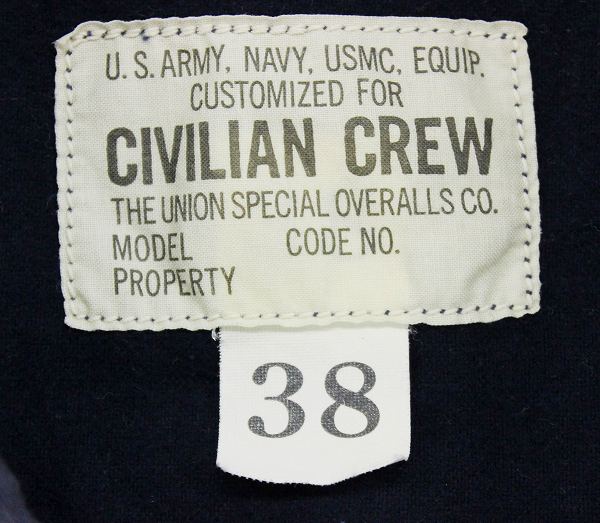 U. S. ARMY, NAVY, USMC, EQUIP.
CUSTOMIZED FOR
CIVILIAN CREW
THE UNION SPECIAL OVERALLS CO.
MODEL CODE NO.
PROPERTY
38